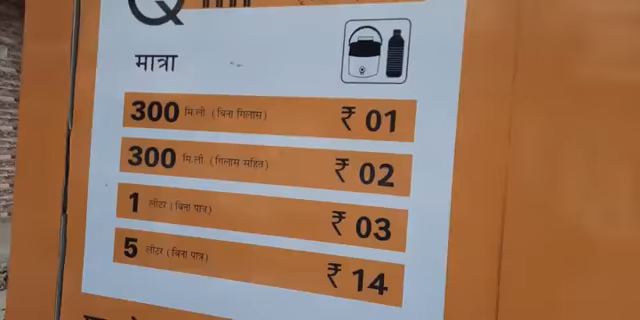 मात्रा
300 मि.ली (बिना गिलास) ₹ 01
300 मि.ली (गिलास सहित) ₹ 02
1 लीटर (बिना पात्र) ₹ 03
5 लीटर (बिना पात्र) ₹ 14